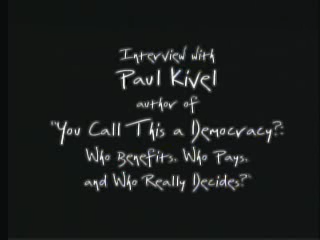 Interview with
Paul Kivel
author of
"You Call This a Democracy?:
Who Benefits, Who Pays,
and Who Really Decides?"